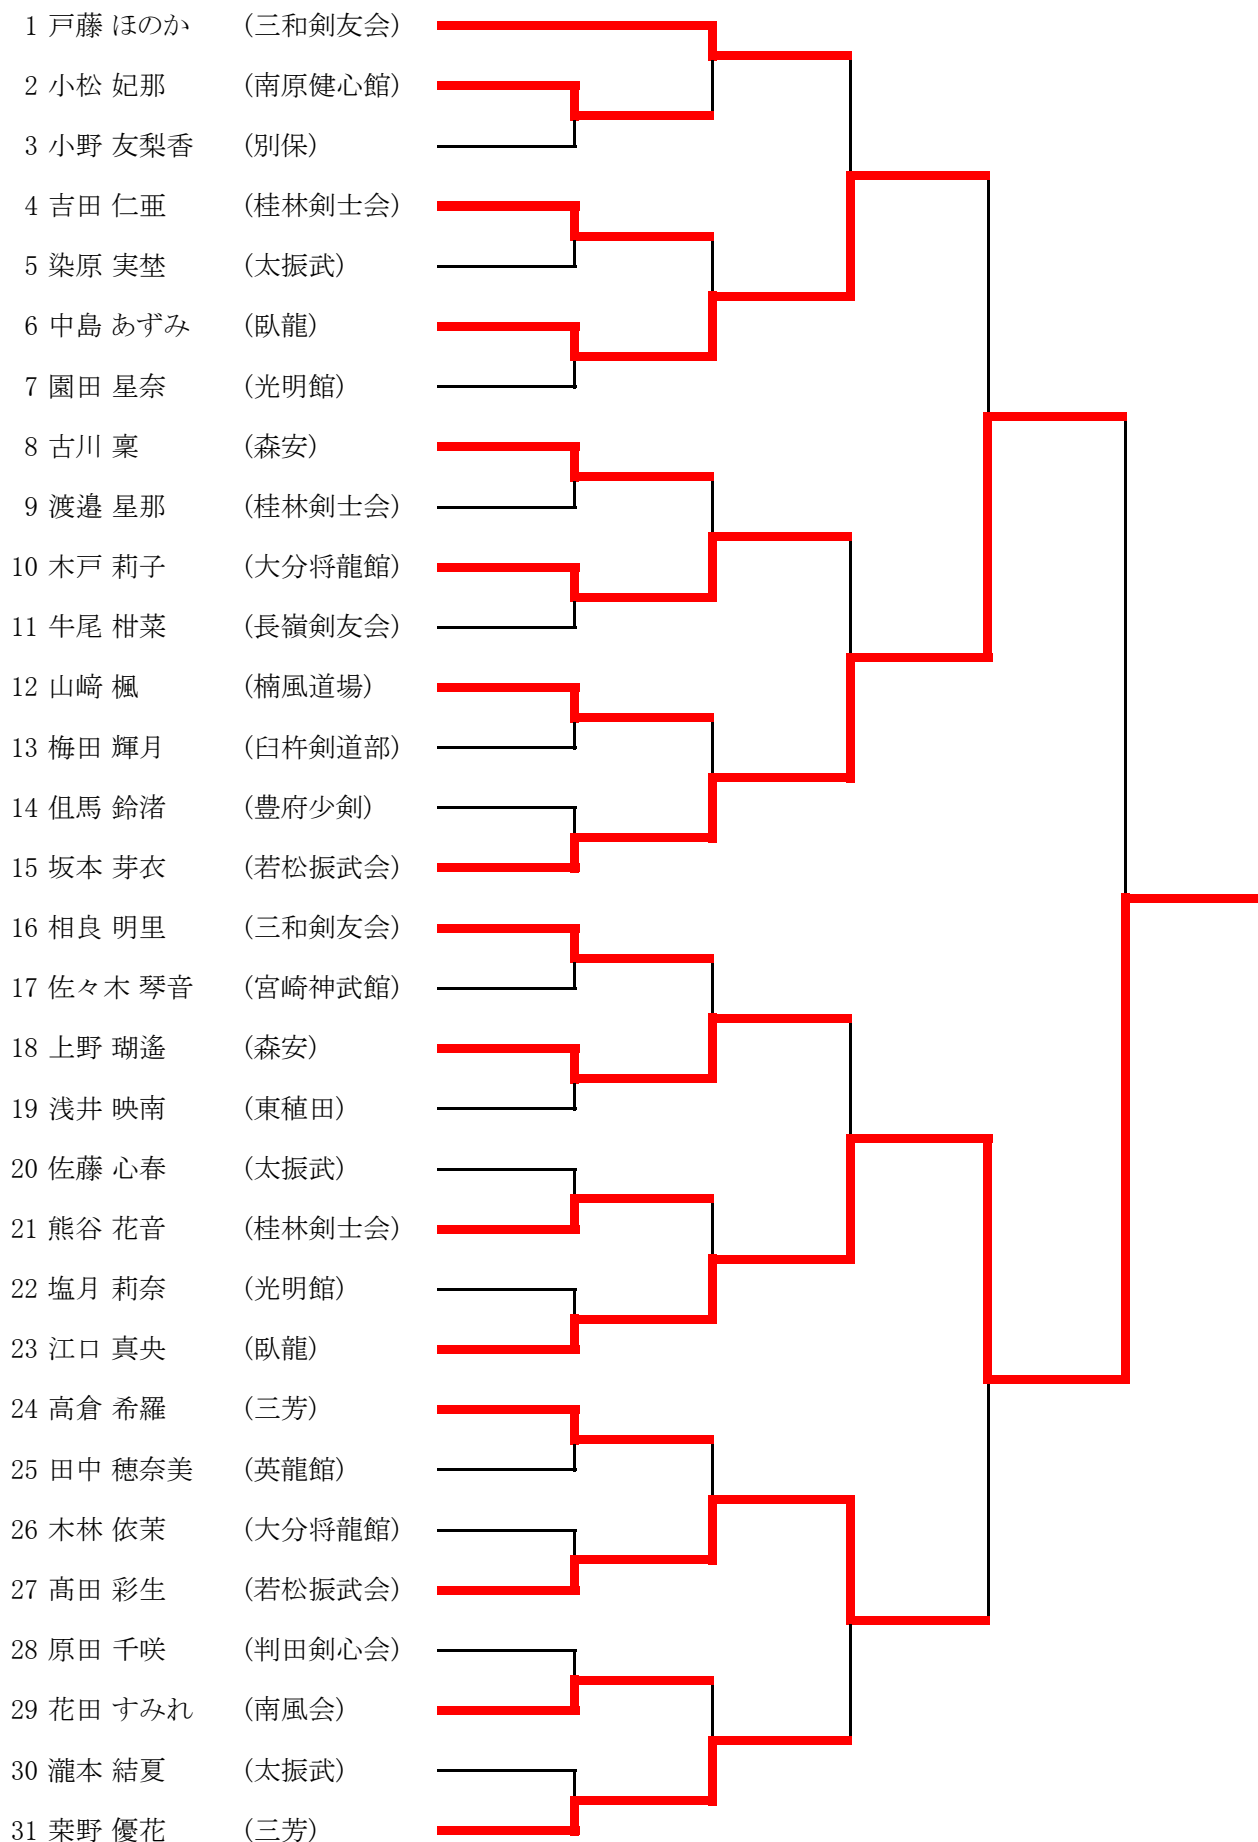 1 戸藤 ほのか (三和剣友会)
2 小松 妃那 (南原健心館)
3 小野 友梨香 (別保)
4 吉田 仁亜 (桂林剣士会)
5 染原 実埜 (太振武)
6 中島 あずみ (臥龍)
7 園田 星奈 (光明館)
8 古川 稟 (森安)
9 渡邉 星那 (桂林剣士会)
10 木戸 莉子 (大分将龍館)
11 牛尾 柑菜 (長嶺剣友会)
12 山﨑 楓 (楠風道場)
13 梅田 輝月 (臼杵剣道部)
14 伹馬 鈴渚 (豊府少剣)
15 坂本 芽衣 (若松振武会)
16 相良 明里 (三和剣友会)
17 佐々木 琴音 (宮崎神武館)
18 上野 瑚遙 (森安)
19 浅井 映南 (東稙田)
20 佐藤 心春 (太振武)
21 熊谷 花音 (桂林剣士会)
22 塩月 莉奈 (光明館)
23 江口 真央 (臥龍)
24 高倉 希羅 (三芳)
25 田中 穂奈美 (英龍館)
26 木林 依茉 (大分将龍館)
27 髙田 彩生 (若松振武会)
28 原田 千咲 (判田剣心会)
29 花田 すみれ (南風会)
30 瀧本 結夏 (太振武)
31 桒野 優花 (三芳)